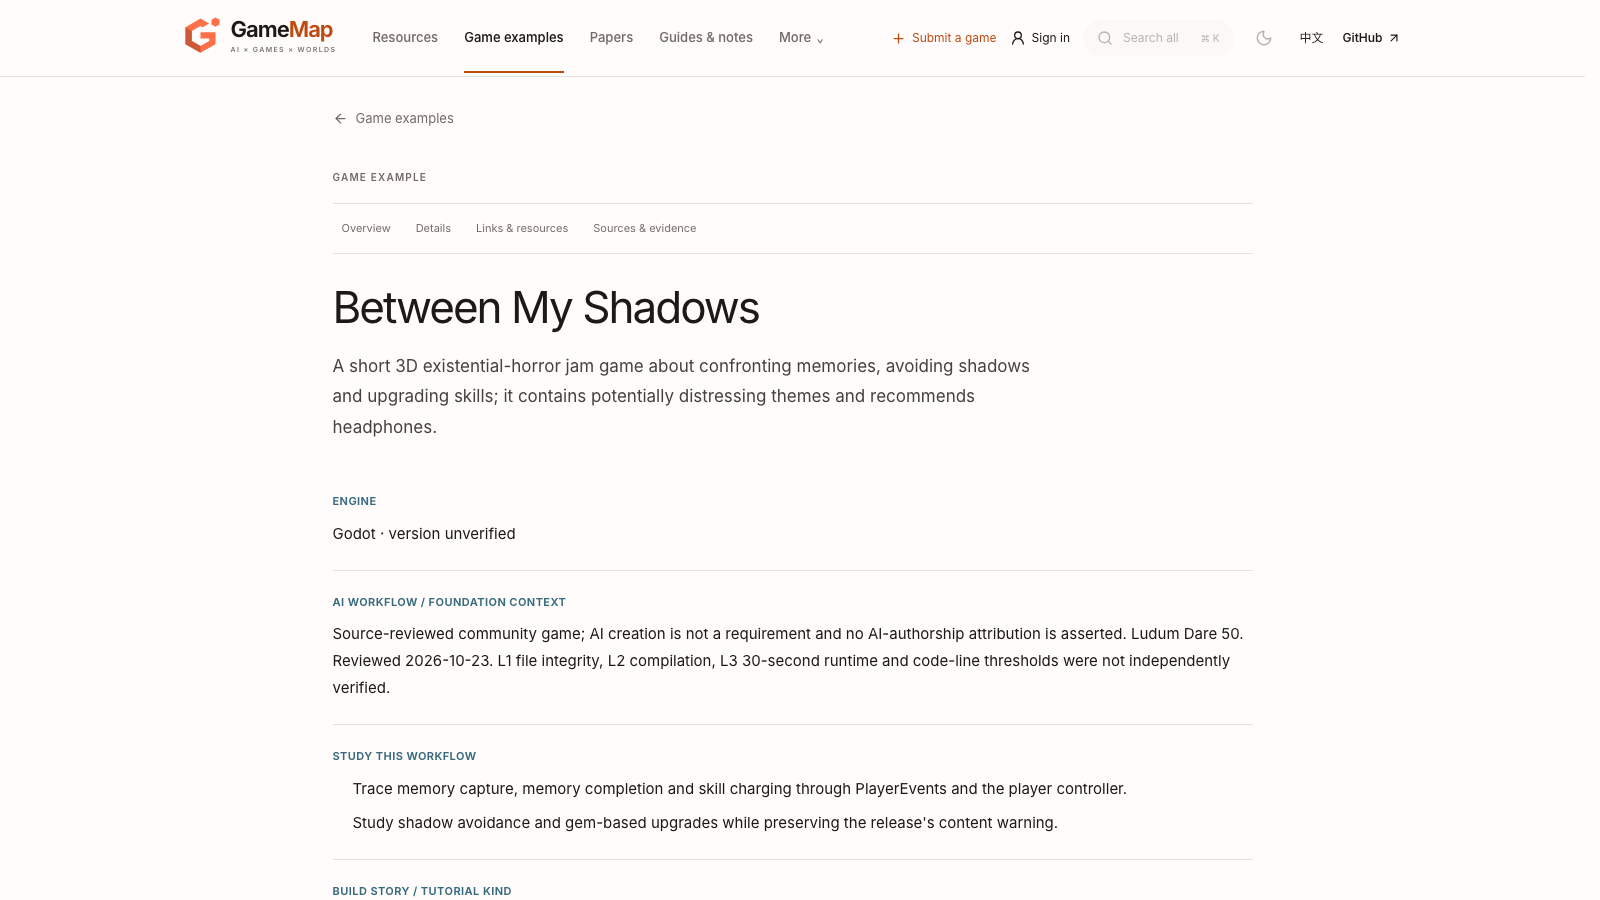 GameMap
AI × GAMES × WORLDS
Resources
Game examples
Papers
Guides & notes
More
Submit a game
Sign in
Search all
⌘ K
中文
GitHub
Game examples
GAME EXAMPLE
Overview
Details
Links & resources
Sources & evidence
Between My Shadows
A short 3D existential-horror jam game about confronting memories, avoiding shadows
and upgrading skills; it contains potentially distressing themes and recommends
headphones.
ENGINE
Godot · version unverified
AI WORKFLOW / FOUNDATION CONTEXT
Source-reviewed community game; AI creation is not a requirement and no AI-authorship attribution is asserted. Ludum Dare 50.
Reviewed 2026-10-23. L1 file integrity, L2 compilation, L3 30-second runtime and code-line thresholds were not independently
verified.
STUDY THIS WORKFLOW
Trace memory capture, memory completion and skill charging through PlayerEvents and the player controller.
Study shadow avoidance and gem-based upgrades while preserving the release's content warning.
BUILD STORY / TUTORIAL KIND